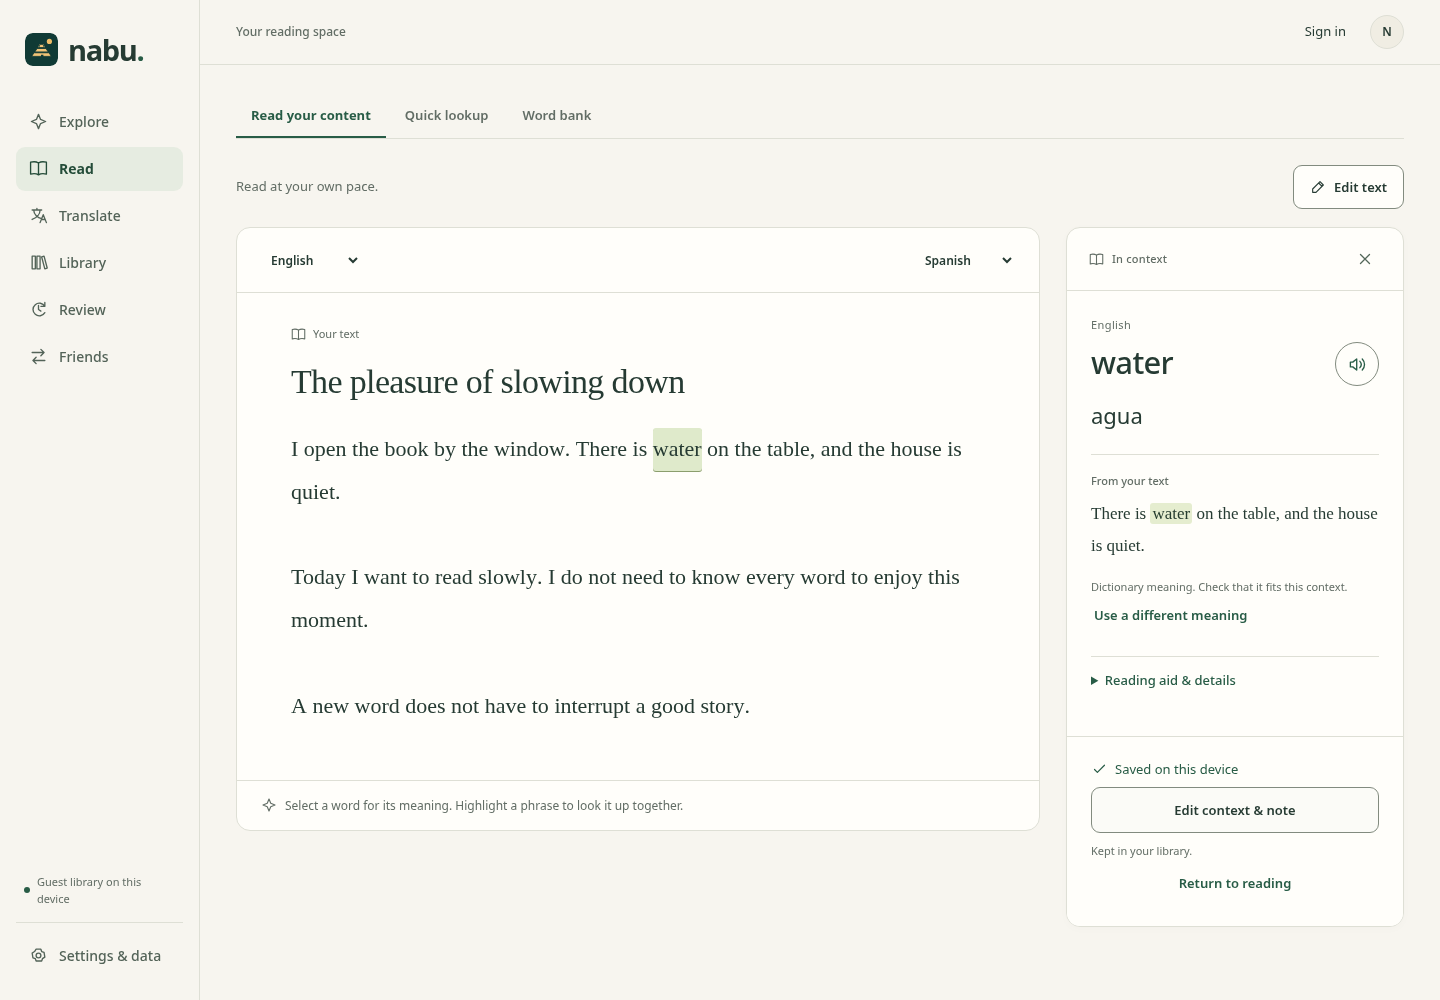 nabu.
Explore
Read
Translate
Library
Review
Friends
Guest library on this
device
Settings & data
Your reading space
Sign in
N
Read your content
Quick lookup
Word bank
Read at your own pace.
Edit text
English
Spanish
Your text
The pleasure of slowing down
I open the book by the window. There is water on the table, and the house is
quiet.
Today I want to read slowly. I do not need to know every word to enjoy this
moment.
A new word does not have to interrupt a good story.
Select a word for its meaning. Highlight a phrase to look it up together.
In context
English
water
agua
From your text
There is water on the table, and the house
is quiet.
Dictionary meaning. Check that it fits this context.
Use a different meaning
Reading aid & details
Saved on this device
Edit context & note
Kept in your library.
Return to reading